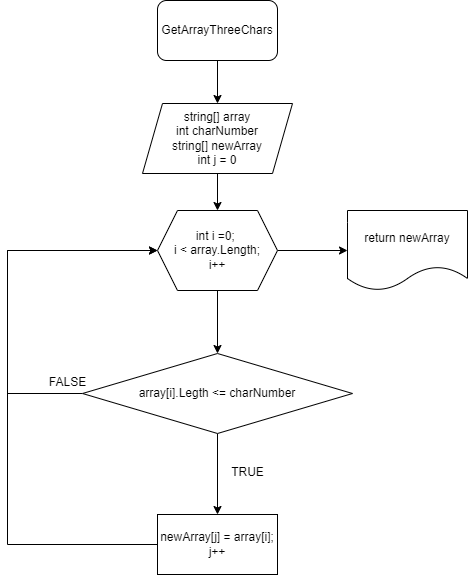 GetArrayThreeChars
string[] array
int charNumber
string[] newArray
int j = 0
int i =0;
i < array.Length;
i++
return newArray
FALSE
array[i].Legth <= charNumber
TRUE
newArray[j] = array[i];
j++